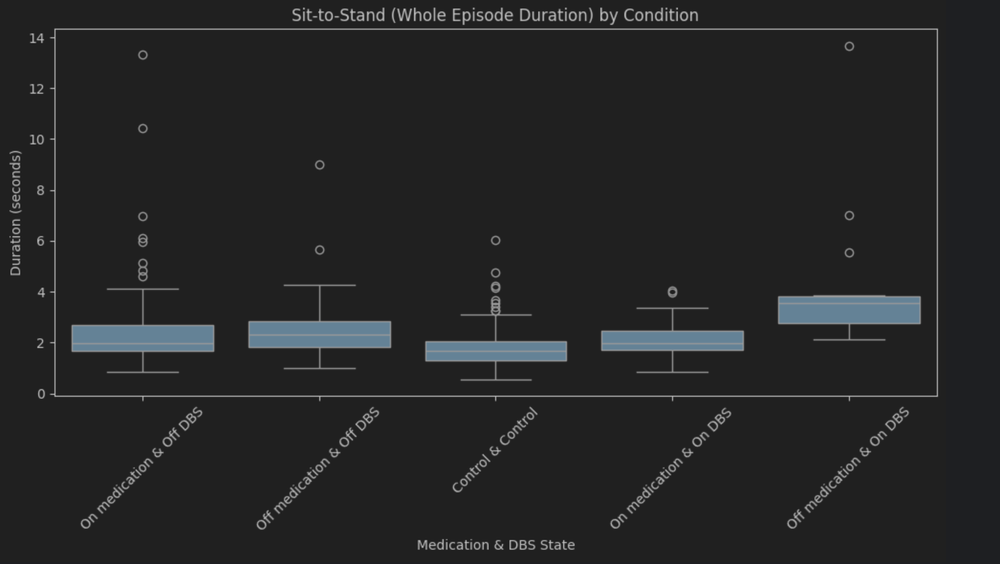 Sit-to-Stand (Whole Episode Duration) by Condition
14
12
10
8
6
4
2
0
Duration (seconds)
On medication & Off DBS
Off medication & Off DBS
Control & Control
On medication & On DBS
Off medication & On DBS
Medication & DBS State